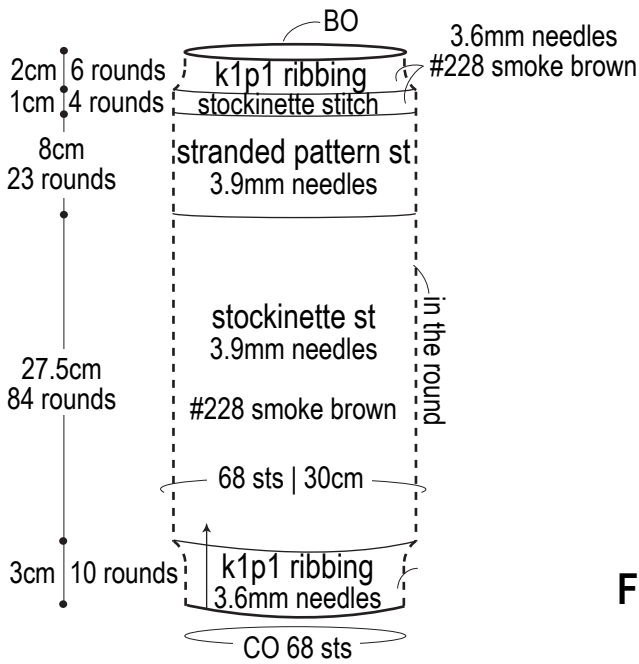 BO
3.6mm needles
#228 smoke brown
2cm 6 rounds
k1p1 ribbing
1cm 4 rounds
stockinette stitch
8cm
23 rounds
stranded pattern st
3.9mm needles
stockinette st
3.9mm needles
in the round
27.5cm
84 rounds
#228 smoke brown
68 sts | 30cm
3cm 10 rounds
k1p1 ribbing
3.6mm needles
F
CO 68 sts